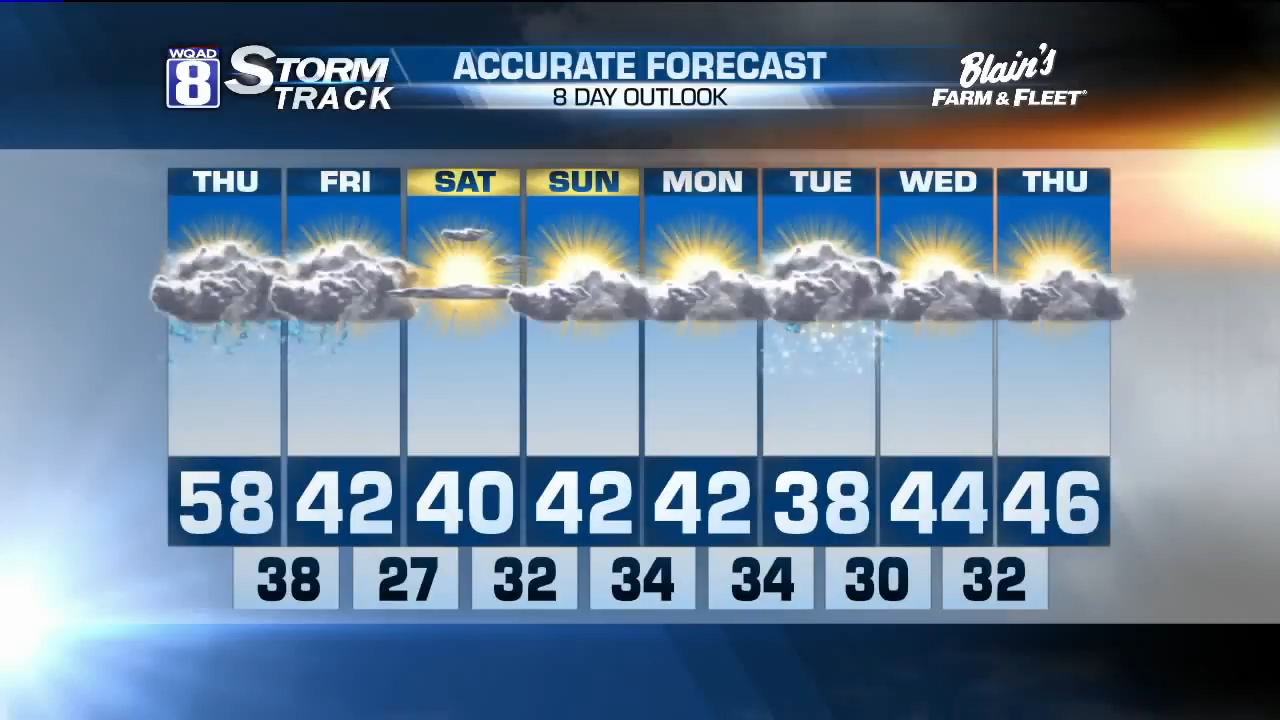 WQAD
8
STORM
TRACK
ACCURATE FORECAST
8 DAY OUTLOOK
Blain's
FARM & FLEET®
THU FRI SAT SUN MON TUE WED THU
58 42 40 42 42 38 44 46
38 27 32 34 34 30 32